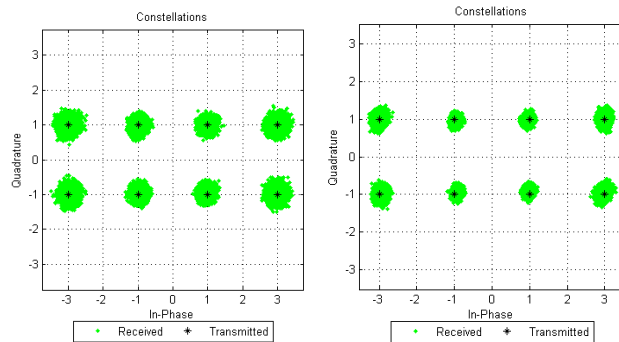 Constellations
3
2
1
0
-1
-2
-3
Quadrature
-3 -2 -1 0 1 2 3
In-Phase
Received Transmitted
Constellations
3
2
1
0
-1
-2
-3
Quadrature
-3 -2 -1 0 1 2 3
In-Phase
Received Transmitted